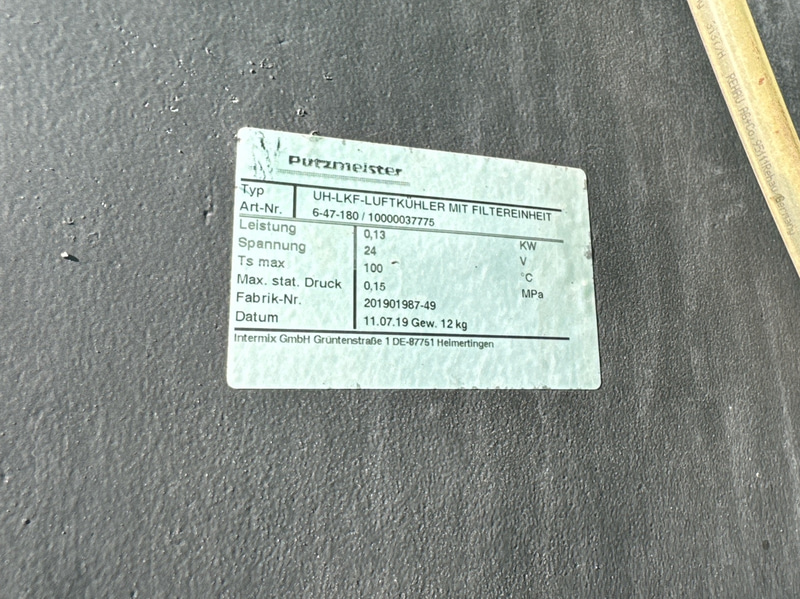 Putzmeister
Typ UH-LKF-LUFTKÜHLER MIT FILTEREINHEIT
Art-Nr. 6-47-180 / 10000037775
Leistung 0,13 KW
Spannung 24 V
Ts max 100 °C
Max. stat. Druck 0,15 MPa
Fabrik-Nr. 201901987-49
Datum 11.07.19 Gew. 12 kg
Intermix GmbH Grüntenstraße 1 DE-87751 Heimertingen